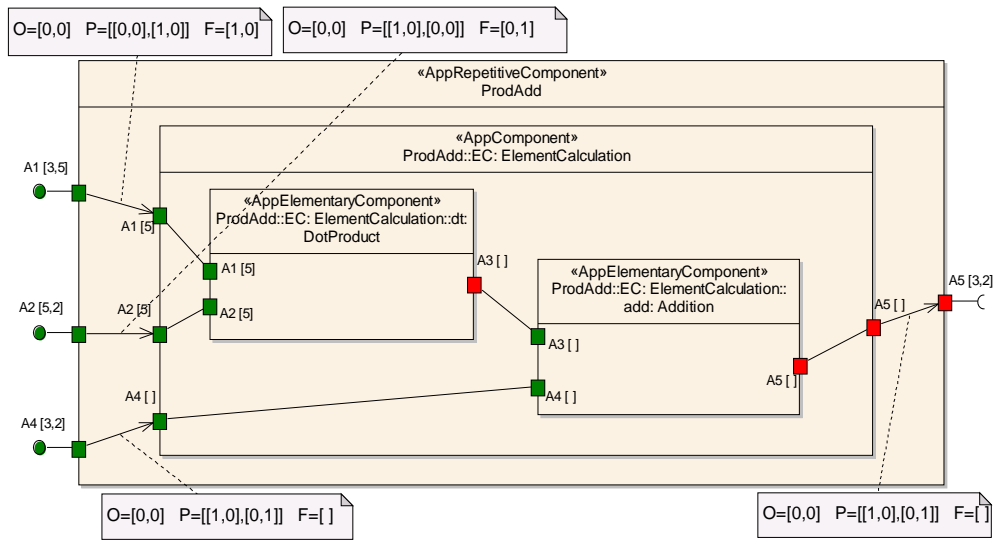 O=[0,0]   P=[[0,0],[1,0]]   F=[1,0]
O=[0,0]   P=[[1,0],[0,0]]   F=[0,1]
«AppRepetitiveComponent»
ProdAdd
«AppComponent»
ProdAdd::EC: ElementCalculation
A1 [3,5]
A1 [5]
«AppElementaryComponent»
ProdAdd::EC: ElementCalculation::dt:
DotProduct
A1 [5]
A2 [5]
A3 [ ]
A2 [5,2]
A2 [5]
«AppElementaryComponent»
ProdAdd::EC: ElementCalculation::
add: Addition
A3 [ ]
A4 [ ]
A5 [ ]
A5 [ ]
A5 [3,2]
A4 [ ]
A4 [3,2]
O=[0,0]   P=[[1,0],[0,1]]   F=[ ]
O=[0,0]   P=[[1,0],[0,1]]   F=[ ]